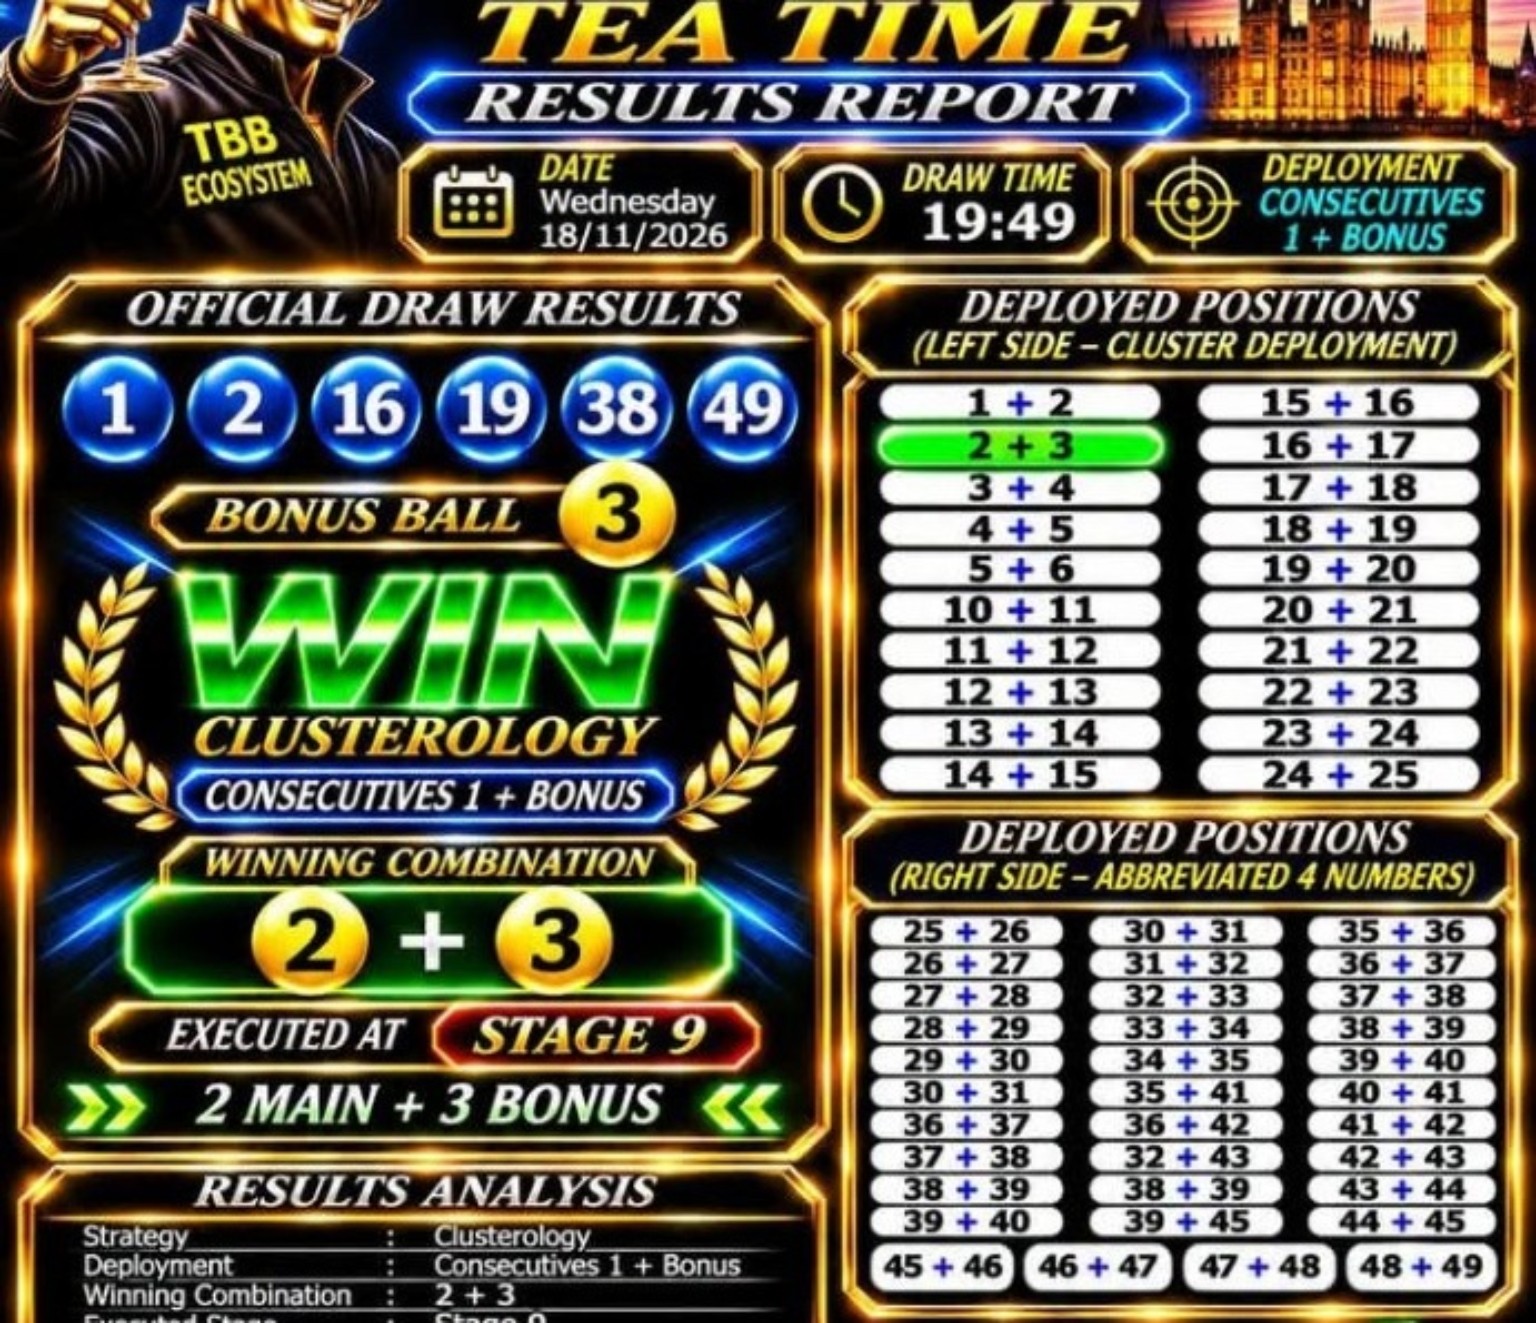 TEA TIME
RESULTS REPORT
TBB
ECOSYSTEM
DATE
Wednesday
18/11/2026
DRAW TIME
19:49
DEPLOYMENT
CONSECUTIVES
1 + BONUS
OFFICIAL DRAW RESULTS
1 2 16 19 38 49
BONUS BALL 3
WIN
CLUSTEROLOGY
CONSECUTIVES 1 + BONUS
WINNING COMBINATION
2 + 3
EXECUTED AT STAGE 9
2 MAIN + 3 BONUS
RESULTS ANALYSIS
Strategy : Clusterology
Deployment : Consecutives 1 + Bonus
Winning Combination : 2 + 3
Executed Stage : Stage 9
DEPLOYED POSITIONS
(LEFT SIDE – CLUSTER DEPLOYMENT)
1 + 2 15 + 16
2 + 3 16 + 17
3 + 4 17 + 18
4 + 5 18 + 19
5 + 6 19 + 20
10 + 11 20 + 21
11 + 12 21 + 22
12 + 13 22 + 23
13 + 14 23 + 24
14 + 15 24 + 25
DEPLOYED POSITIONS
(RIGHT SIDE – ABBREVIATED 4 NUMBERS)
25 + 26 30 + 31 35 + 36
26 + 27 31 + 32 36 + 37
27 + 28 32 + 33 37 + 38
28 + 29 33 + 34 38 + 39
29 + 30 34 + 35 39 + 40
30 + 31 35 + 41 40 + 41
36 + 37 36 + 42 41 + 42
37 + 38 32 + 43 42 + 43
38 + 39 38 + 39 43 + 44
39 + 40 39 + 45 44 + 45
45 + 46 46 + 47 47 + 48 48 + 49